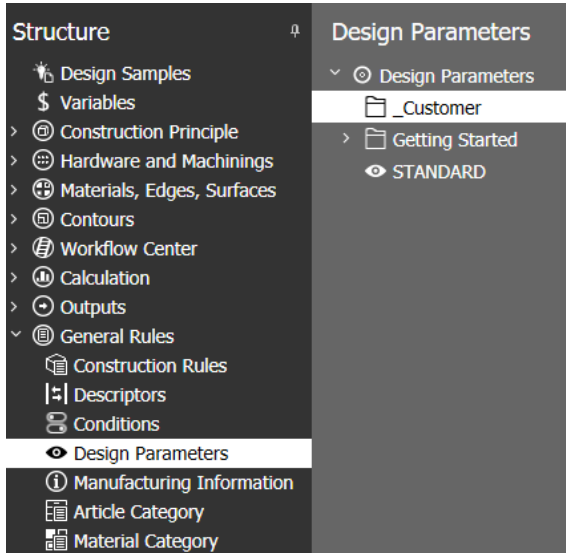 Structure
Design Samples
Variables
Construction Principle
Hardware and Machinings
Materials, Edges, Surfaces
Contours
Workflow Center
Calculation
Outputs
General Rules
Construction Rules
Descriptors
Conditions
Design Parameters
Manufacturing Information
Article Category
Material Category
Design Parameters
Design Parameters
_Customer
Getting Started
STANDARD